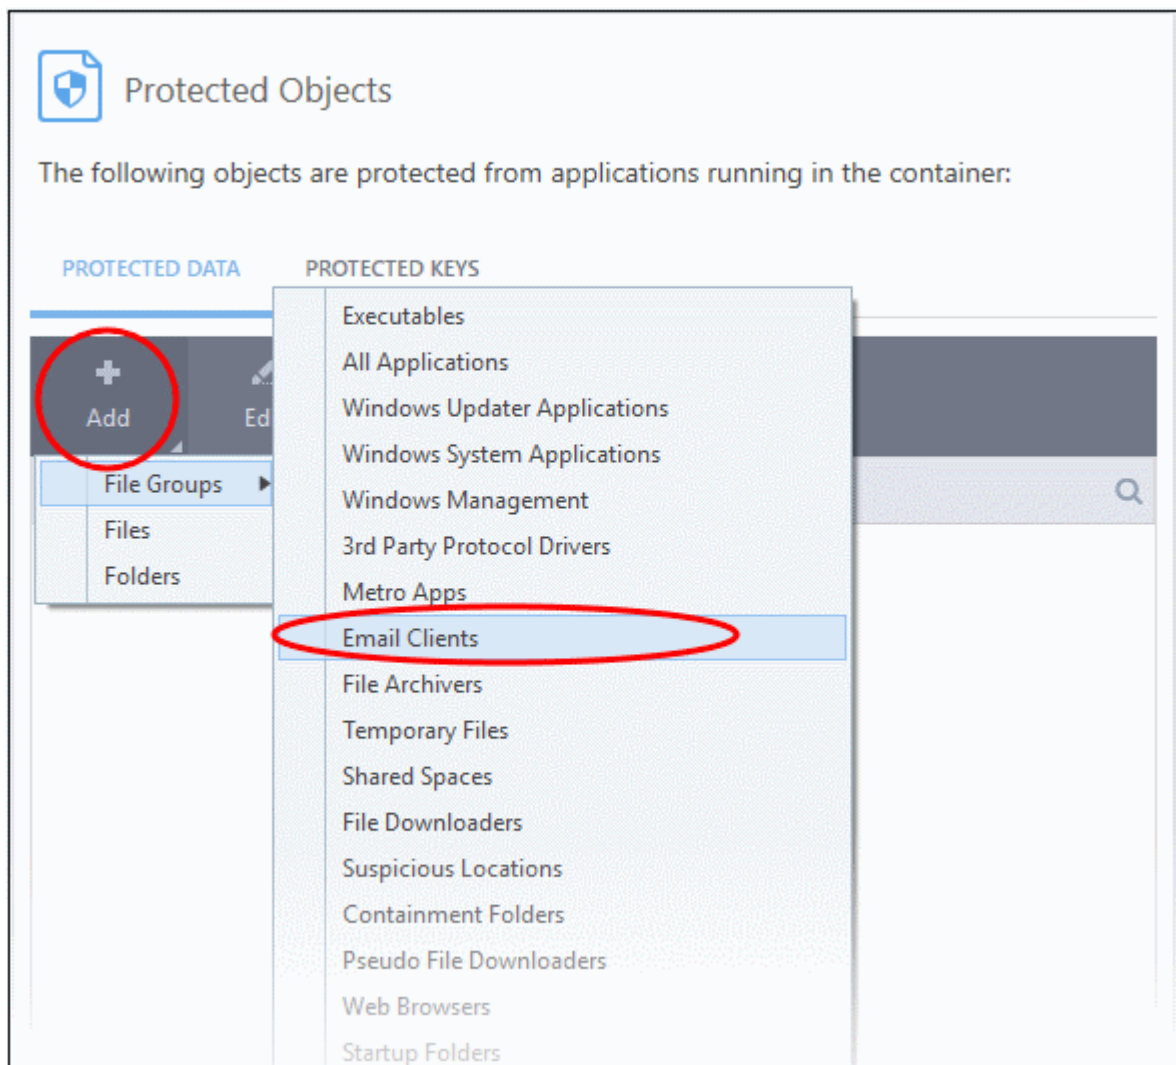 Protected Objects
The following objects are protected from applications running in the container:
PROTECTED DATA PROTECTED KEYS
Add
Ed
File Groups
Files
Folders
Executables
All Applications
Windows Updater Applications
Windows System Applications
Windows Management
3rd Party Protocol Drivers
Metro Apps
Email Clients
File Archivers
Temporary Files
Shared Spaces
File Downloaders
Suspicious Locations
Containment Folders
Pseudo File Downloaders
Web Browsers
Startup Folders